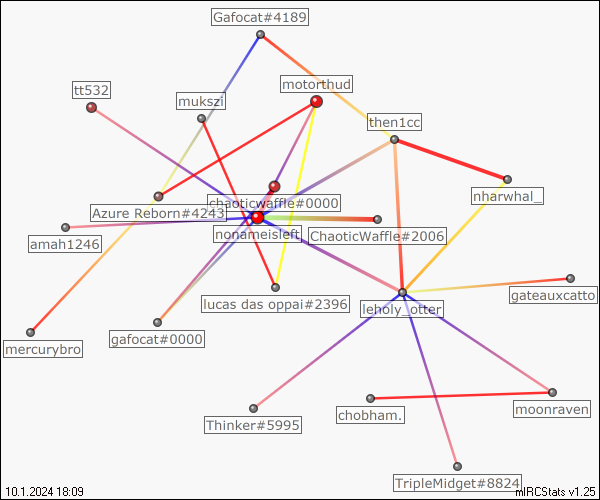 Gafocat#4189
motorthud
tt532
mukszi
then1cc
nharwhal_
chaoticwaffle#0000
Azure Reborn#4243
nonameisleft
ChaoticWaffle#2006
amah1246
lucas das oppai#2396
leholy_otter
gateauxcatto
gafocat#0000
mercurybro
Thinker#5995
chobham.
moonraven
TripleMidget#8824
10.1.2024 18:09
mIRCStats v1.25